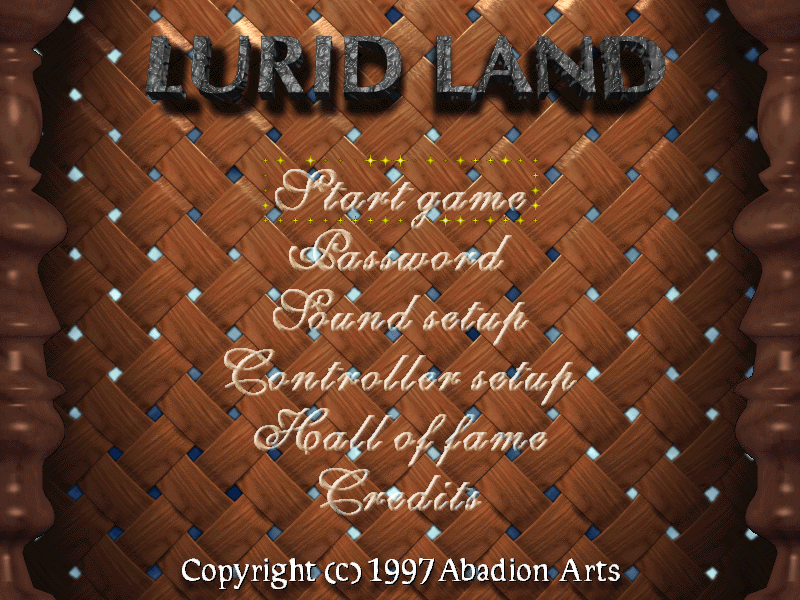 LURID LAND
Start game
Password
Sound setup
Controller setup
Hall of fame
Credits
Copyright (c) 1997 Abadion Arts